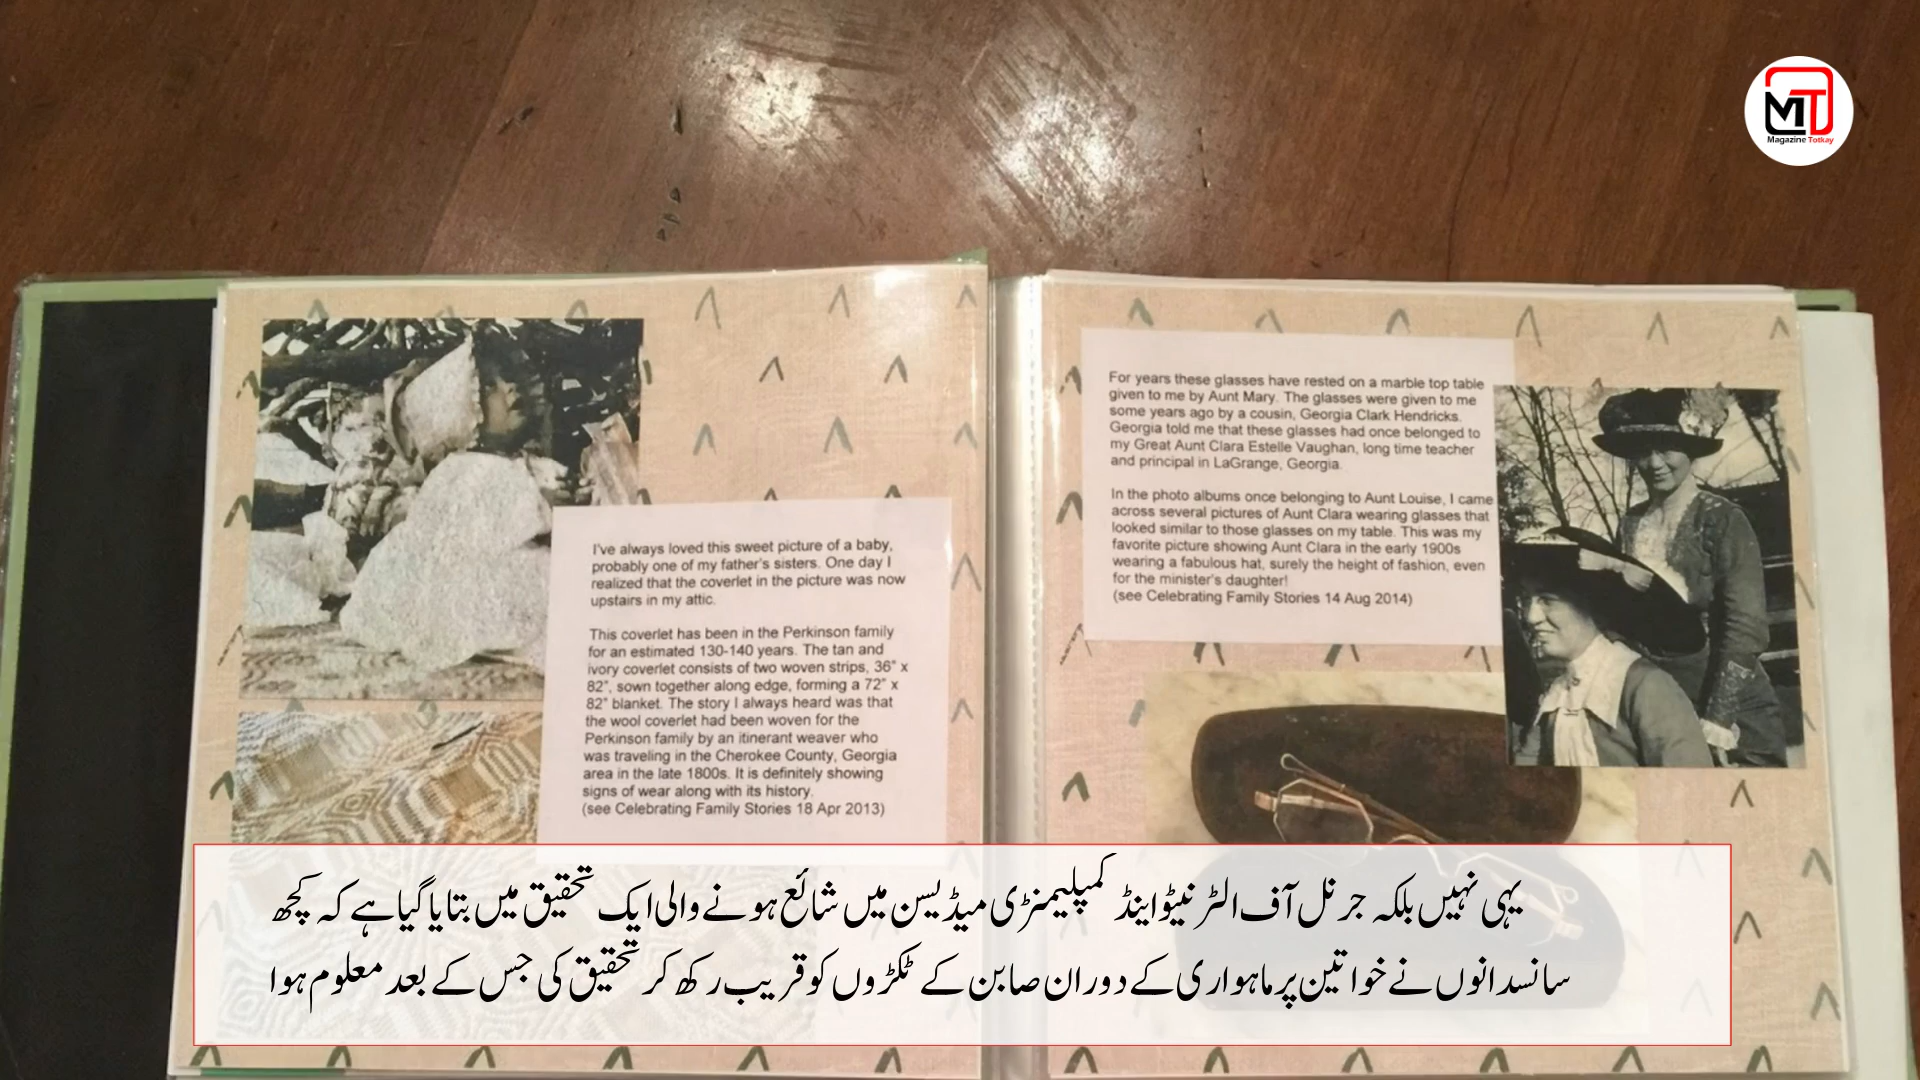 MT
Magazine Totkay
I've always loved this sweet picture of a baby,
probably one of my father's sisters. One day I
realized that the coverlet in the picture was now
upstairs in my attic.
This coverlet has been in the Perkinson family
for an estimated 130-140 years. The tan and
ivory coverlet consists of two woven strips, 36" x
82", sown together along edge, forming a 72" x
82" blanket. The story I always heard was that
the wool coverlet had been woven for the
Perkinson family by an itinerant weaver who
was traveling in the Cherokee County, Georgia
area in the late 1800s. It is definitely showing
signs of wear along with its history.
(see Celebrating Family Stories 18 Apr 2013)
For years these glasses have rested on a marble top table
given to me by Aunt Mary. The glasses were given to me
some years ago by a cousin, Georgia Clark Hendricks.
Georgia told me that these glasses had once belonged to
my Great Aunt Clara Estelle Vaughan, long time teacher
and principal in LaGrange, Georgia.
In the photo albums once belonging to Aunt Louise, I came
across several pictures of Aunt Clara wearing glasses that
looked similar to those glasses on my table. This was my
favorite picture showing Aunt Clara in the early 1900s
wearing a fabulous hat, surely the height of fashion, even
for the minister's daughter!
(see Celebrating Family Stories 14 Aug 2014)
یہی نہیں بلکہ جرنل آف الٹرنیٹو اینڈ کمپلیمنڑی میڈیسن میں شائع ہونے والی ایک تحقیق میں بتایا گیا ہے کہ کچھ
سانسدانوں نے خواتین پر ماہواری کے دوران صابن کے ٹکڑوں کو قریب رکھ کر تحقیق کی جس کے بعد معلوم ہوا